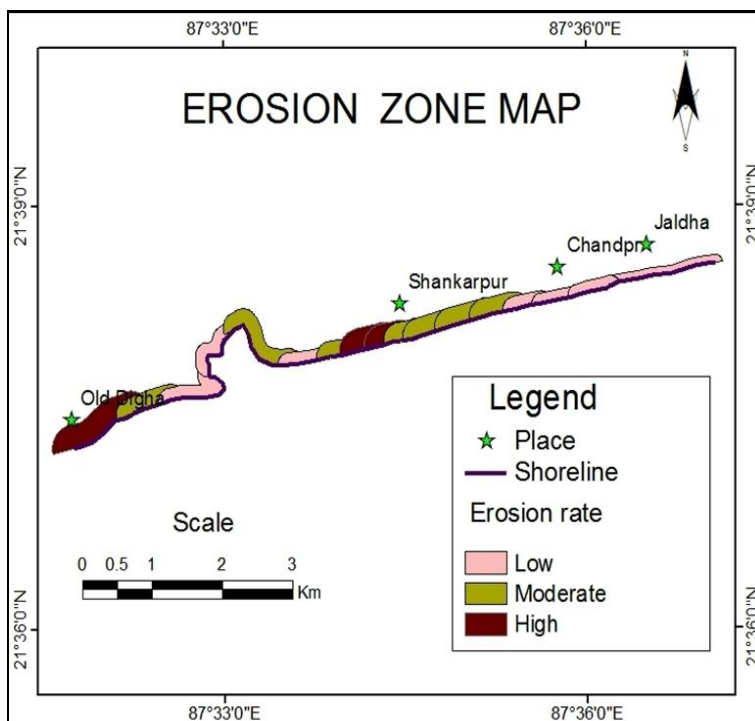 87°33'0"E
87°36'0"E
N
S
EROSION ZONE MAP
21°39'0"N
21°39'0"N
Jaldha
Chandpr
Shankarpur
Old Digha
Legend
Place
Shoreline
Erosion rate
Low
Moderate
High
Scale
0 0.5 1 2 3
Km
21°36'0"N
21°36'0"N
87°33'0"E
87°36'0"E